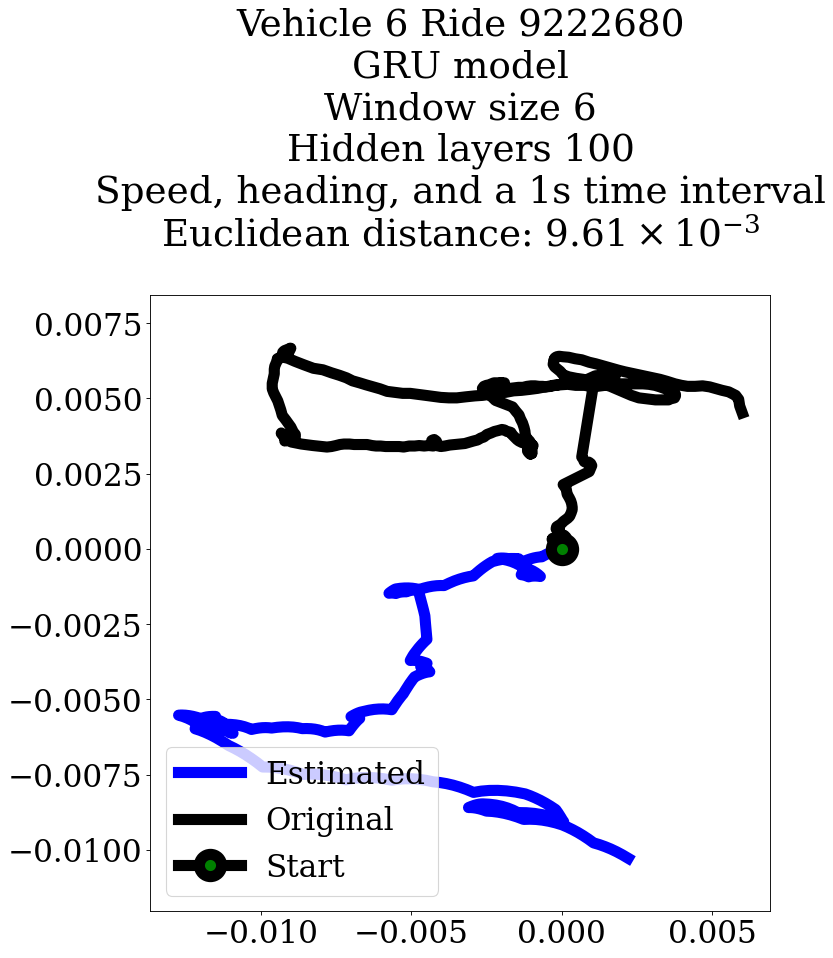 Vehicle 6 Ride 9222680
GRU model
Window size 6
Hidden layers 100
Speed, heading, and a 1s time interval
Euclidean distance: 9.61 × 10⁻³
0.0075
0.0050
0.0025
0.0000
−0.0025
−0.0050
−0.0075
−0.0100
Estimated
Original
Start
−0.010 −0.005 0.000 0.005